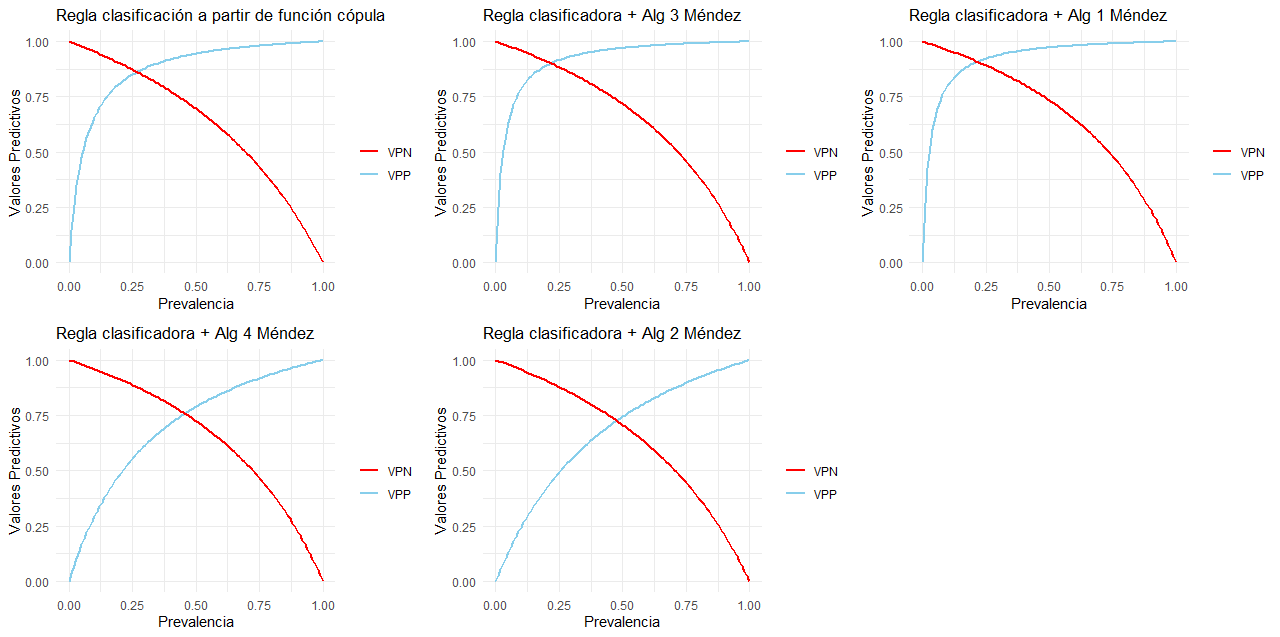 Regla clasificación a partir de función cópula
Valores Predictivos
1.00
0.75
0.50
0.25
0.00
0.00 0.25 0.50 0.75 1.00
Prevalencia
VPN
VPP
Regla clasificadora + Alg 3 Méndez
Valores Predictivos
1.00
0.75
0.50
0.25
0.00
0.00 0.25 0.50 0.75 1.00
Prevalencia
VPN
VPP
Regla clasificadora + Alg 1 Méndez
Valores Predictivos
1.00
0.75
0.50
0.25
0.00
0.00 0.25 0.50 0.75 1.00
Prevalencia
VPN
VPP
Regla clasificadora + Alg 4 Méndez
Valores Predictivos
1.00
0.75
0.50
0.25
0.00
0.00 0.25 0.50 0.75 1.00
Prevalencia
VPN
VPP
Regla clasificadora + Alg 2 Méndez
Valores Predictivos
1.00
0.75
0.50
0.25
0.00
0.00 0.25 0.50 0.75 1.00
Prevalencia
VPN
VPP